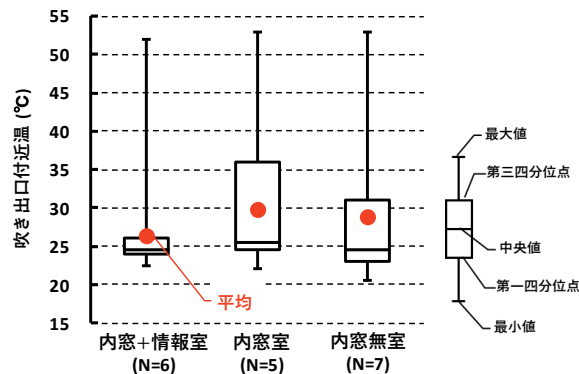 吹き出口付近温 (℃)
55
50
45
40
35
30
25
20
15
平均
内窓+情報室
(N=6)
内窓室
(N=5)
内窓無室
(N=7)
最大値
第三四分位点
中央値
第一四分位点
最小値